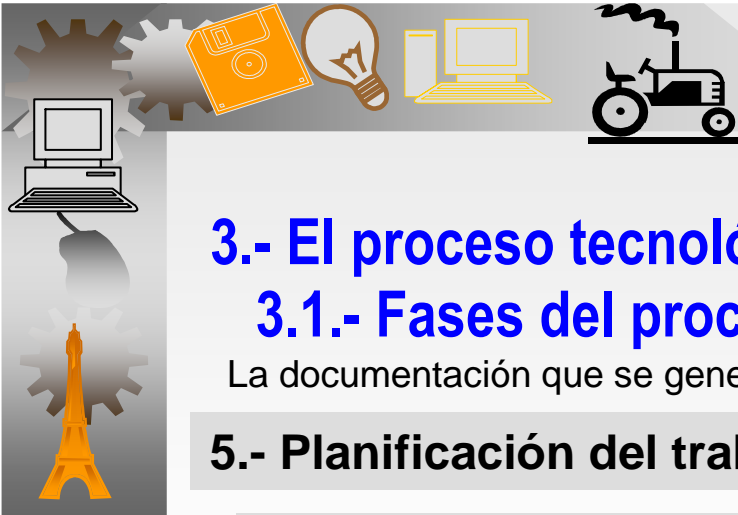 3.- El proceso tecnoló
3.1.- Fases del proc
La documentación que se gene
5.- Planificación del tra